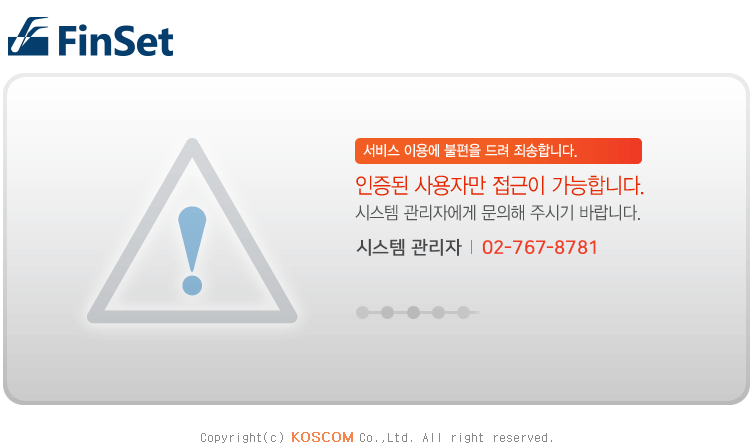 FinSet
서비스 이용에 불편을 드려 죄송합니다.
인증된 사용자만 접근이 가능합니다.
시스템 관리자에게 문의해 주시기 바랍니다.
시스템 관리자 | 02-767-8781
Copyright(c) KOSCOM Co.,Ltd. All right reserved.